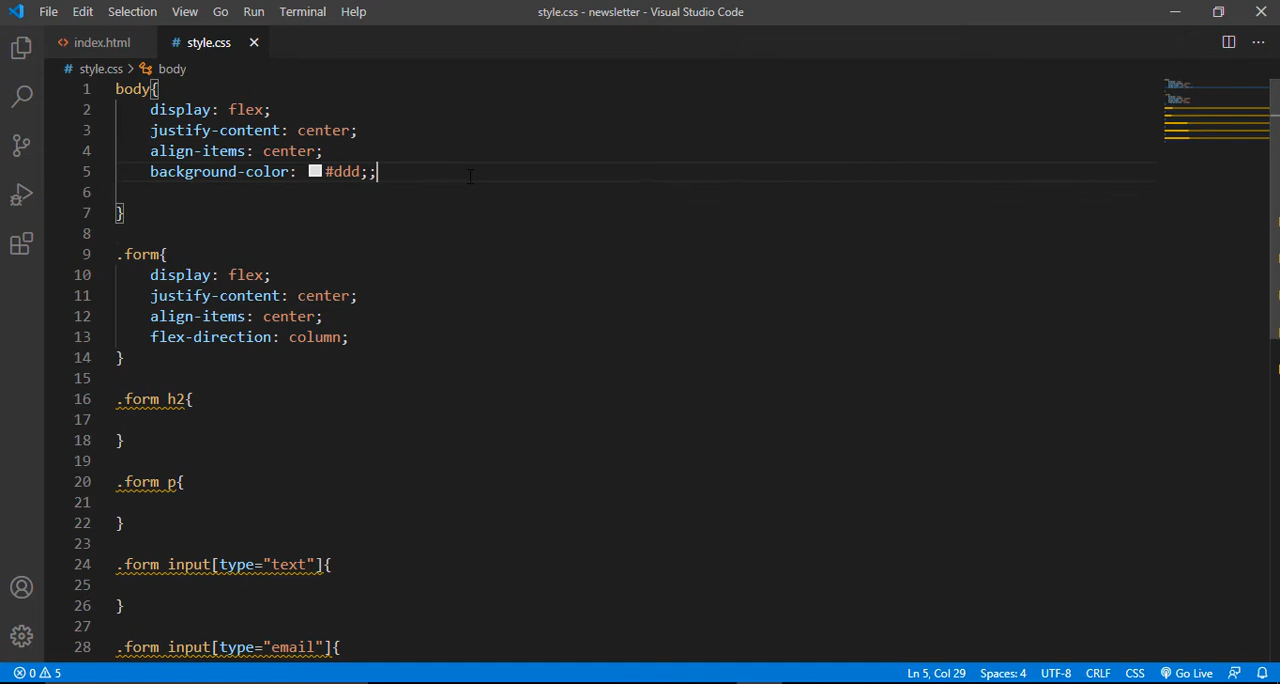 File Edit Selection View Go Run Terminal Help style.css - newsletter - Visual Studio Code
<> index.html # style.css
# style.css > body
1 body{
2     display: flex;
3     justify-content: center;
4     align-items: center;
5     background-color: #ddd;;
6
7 }
8
9 .form{
10     display: flex;
11     justify-content: center;
12     align-items: center;
13     flex-direction: column;
14 }
15
16 .form h2{
17
18 }
19
20 .form p{
21
22 }
23
24 .form input[type="text"]{
25
26 }
27
28 .form input[type="email"]{
0 5 Ln 5, Col 29 Spaces: 4 UTF-8 CRLF CSS Go Live